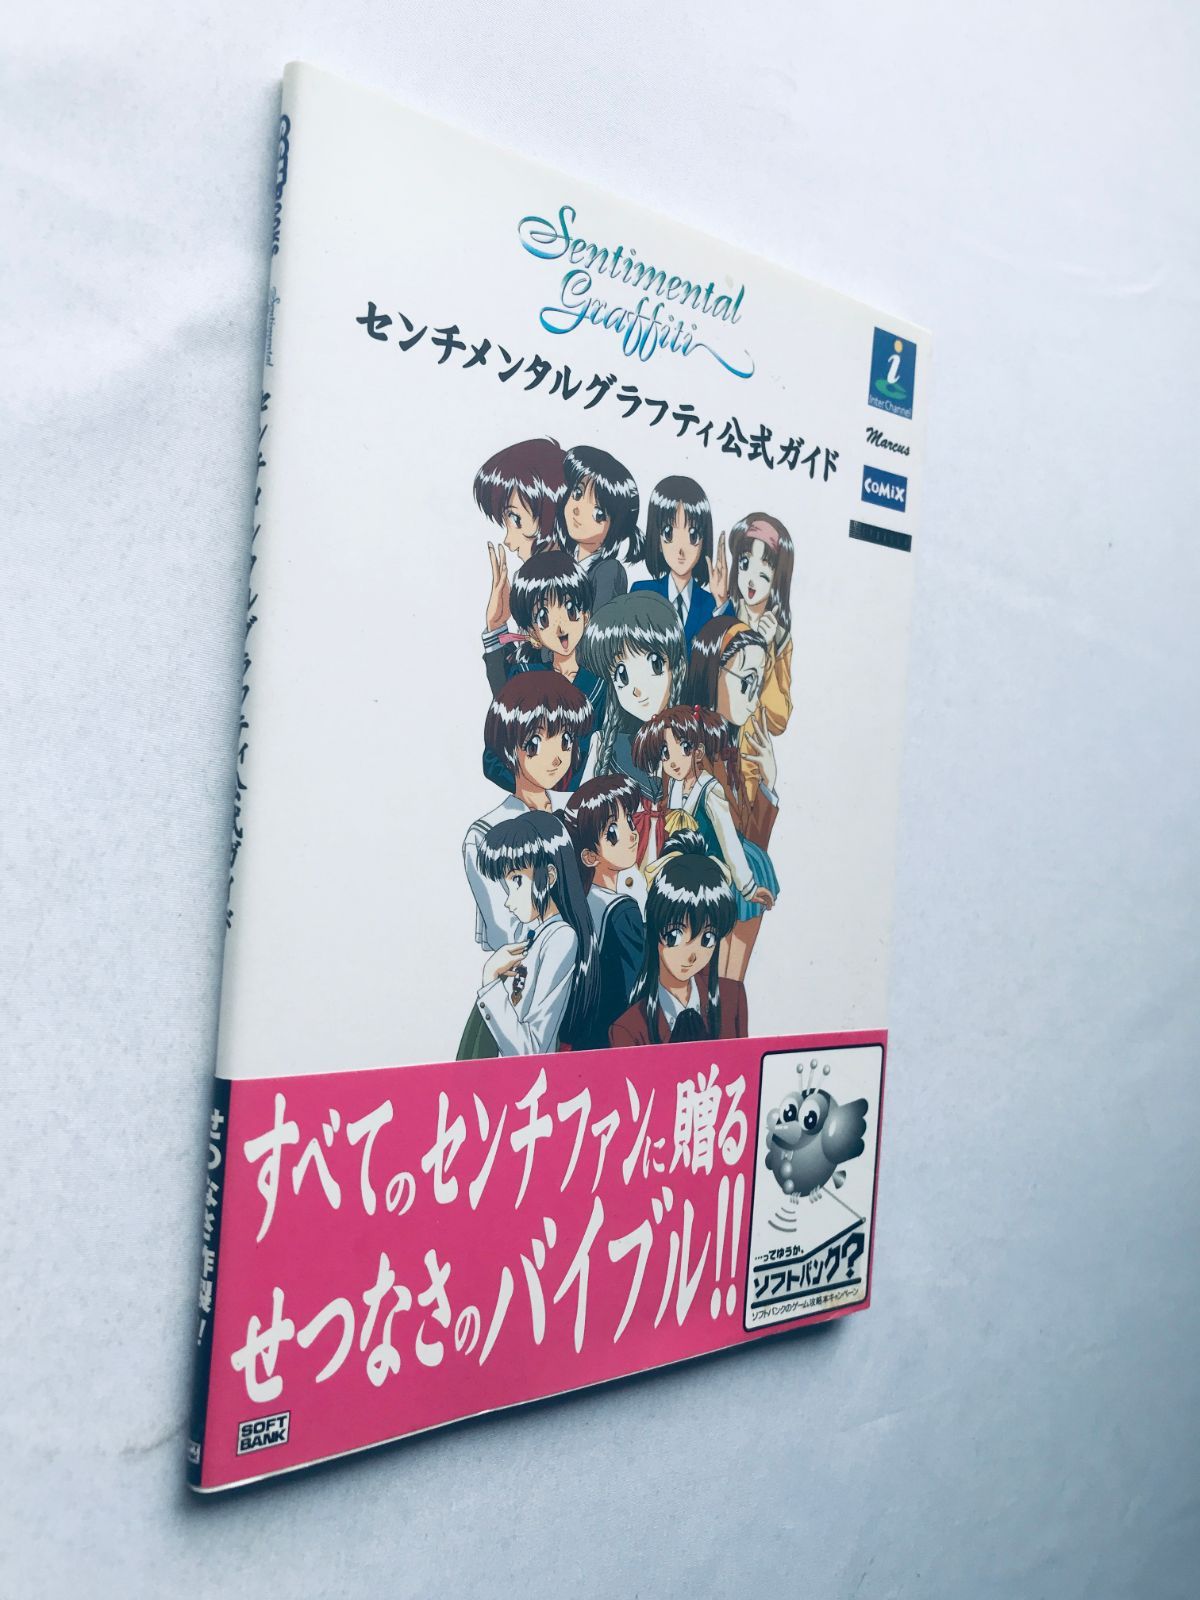 Sentimental
Graffiti
センチメンタルグラフティ公式ガイド
i
InterChannel
Marcus
CoMiX
すべてのセンチファンに贈る
せつなさのバイブル!!
…ってゆうか、
ソフトバンク?
ソフトバンクのゲーム攻略本キャンペーン
SOFT
BANK